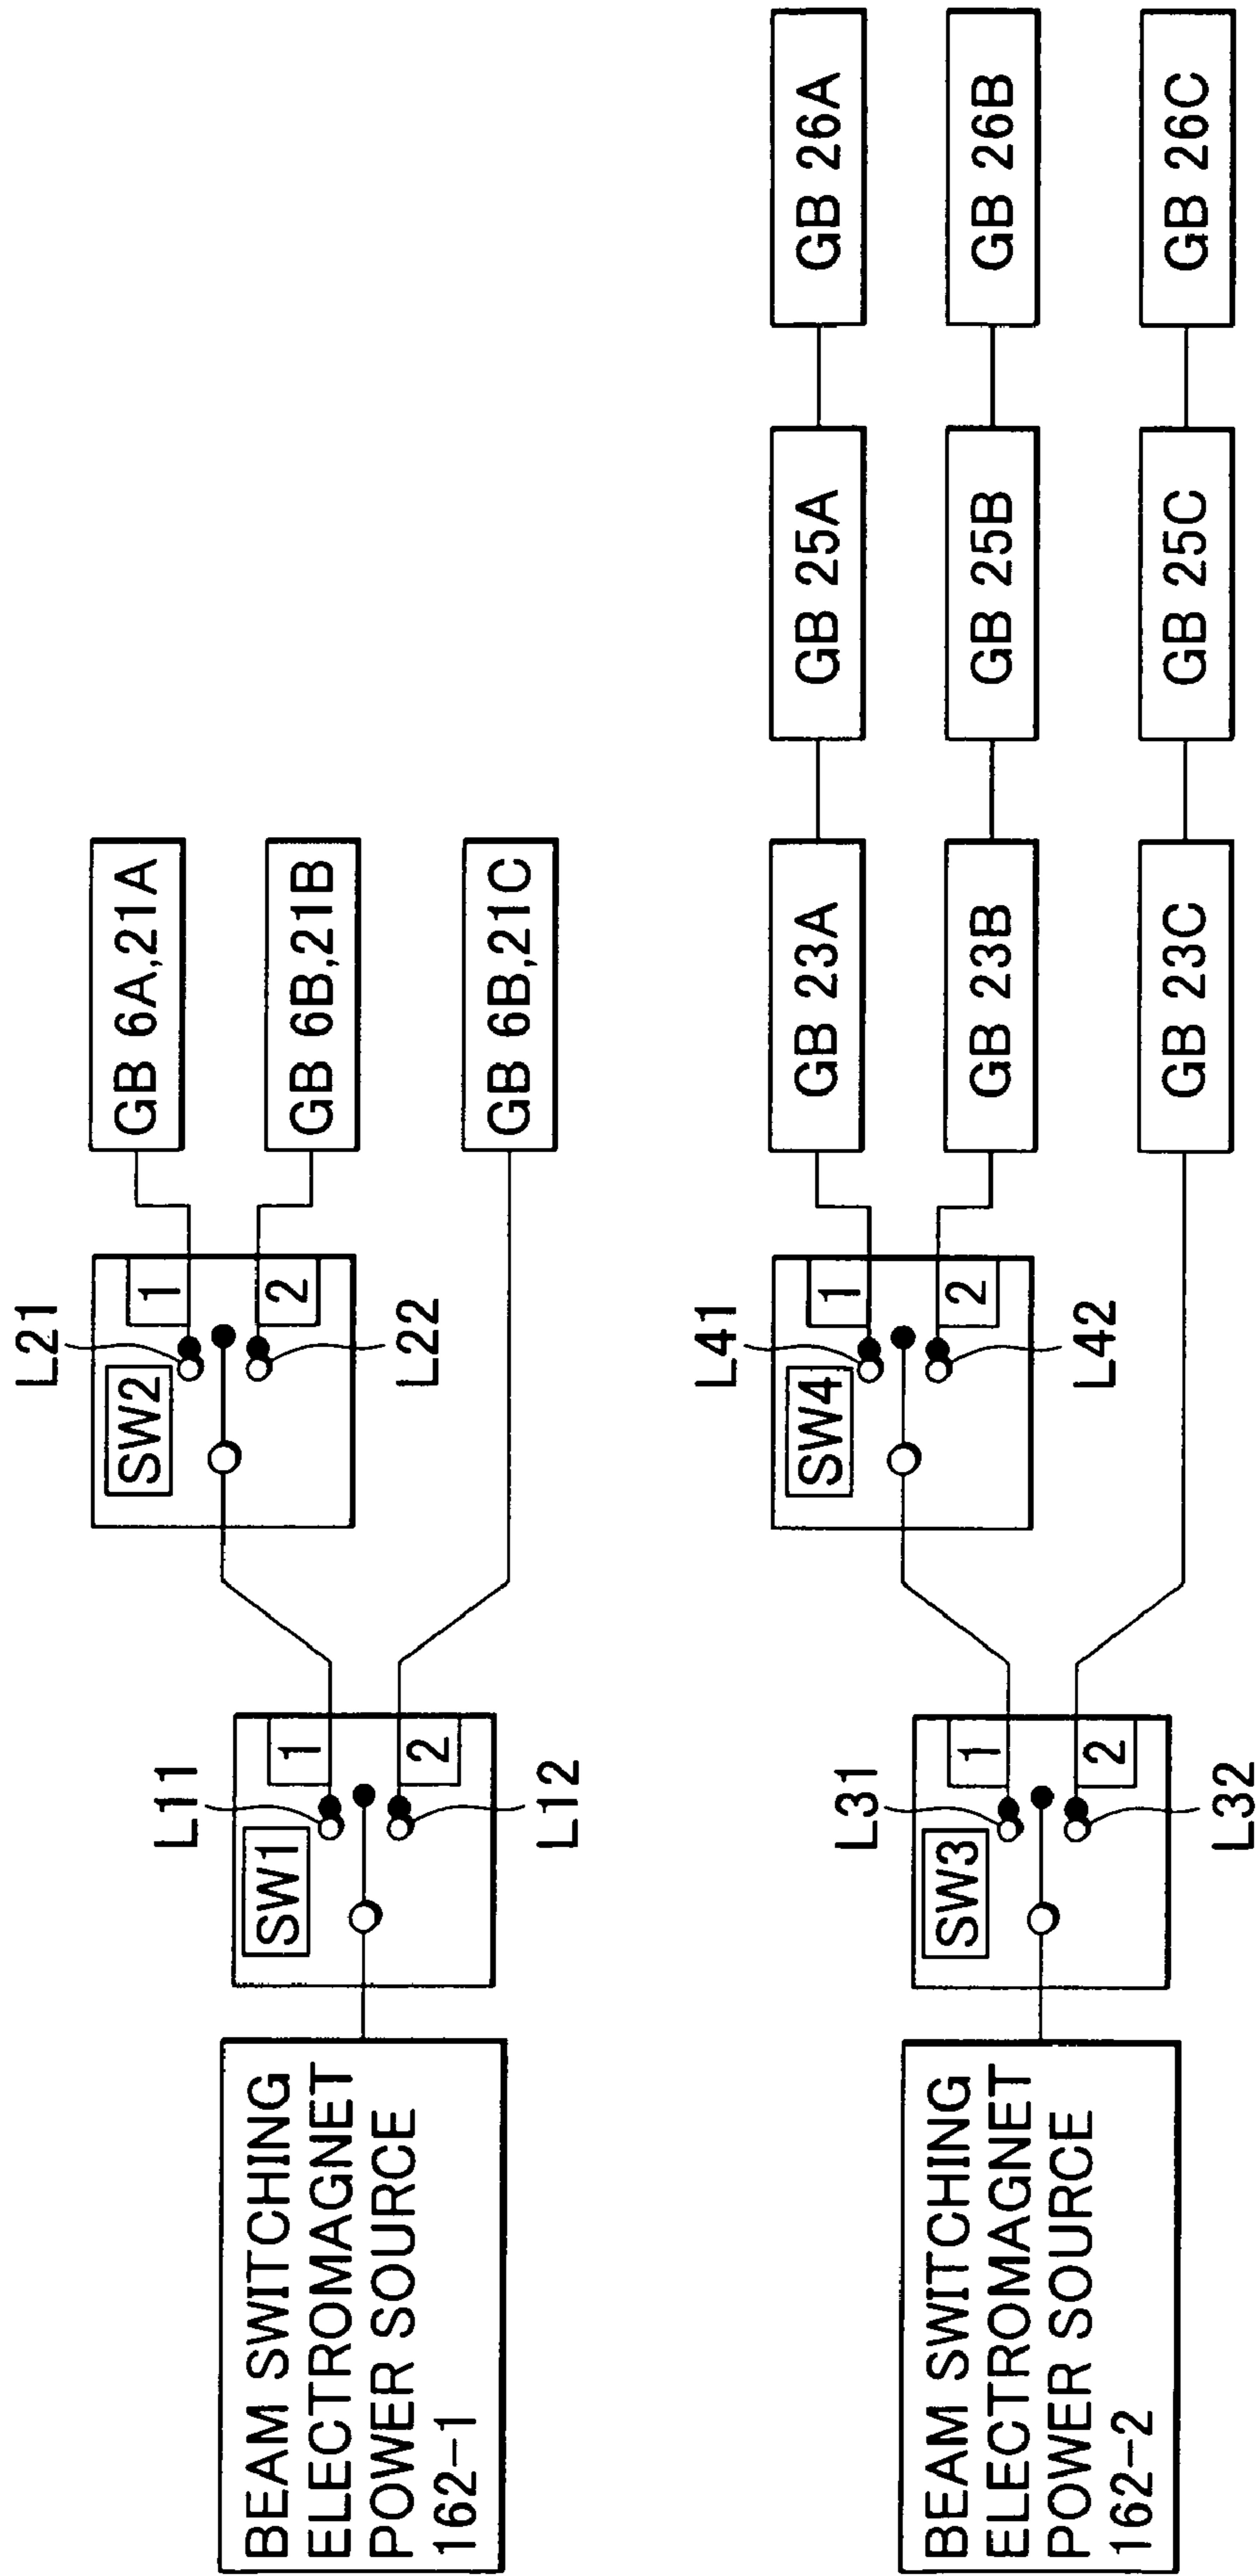 BEAM SWITCHING
ELECTROMAGNET
POWER SOURCE
162-1
L11
SW1
1
2
L12
L21
SW2
1
2
L22
GB 6A,21A
GB 6B,21B
GB 6B,21C
BEAM SWITCHING
ELECTROMAGNET
POWER SOURCE
162-2
L31
SW3
1
2
L32
L41
SW4
1
2
L42
GB 23A
GB 25A
GB 26A
GB 23B
GB 25B
GB 26B
GB 23C
GB 25C
GB 26C